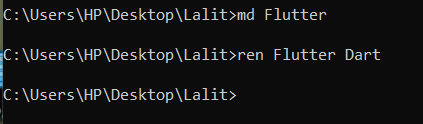 C:\Users\HP\Desktop\Lalit>md Flutter
C:\Users\HP\Desktop\Lalit>ren Flutter Dart
C:\Users\HP\Desktop\Lalit>